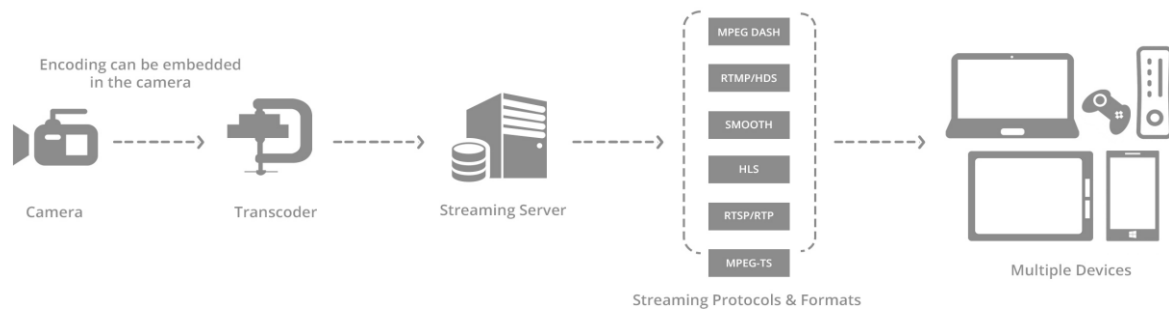 Encoding can be embedded
in the camera
Camera
Transcoder
Streaming Server
MPEG DASH
RTMP/HDS
SMOOTH
HLS
RTSP/RTP
MPEG-TS
Streaming Protocols & Formats
Multiple Devices